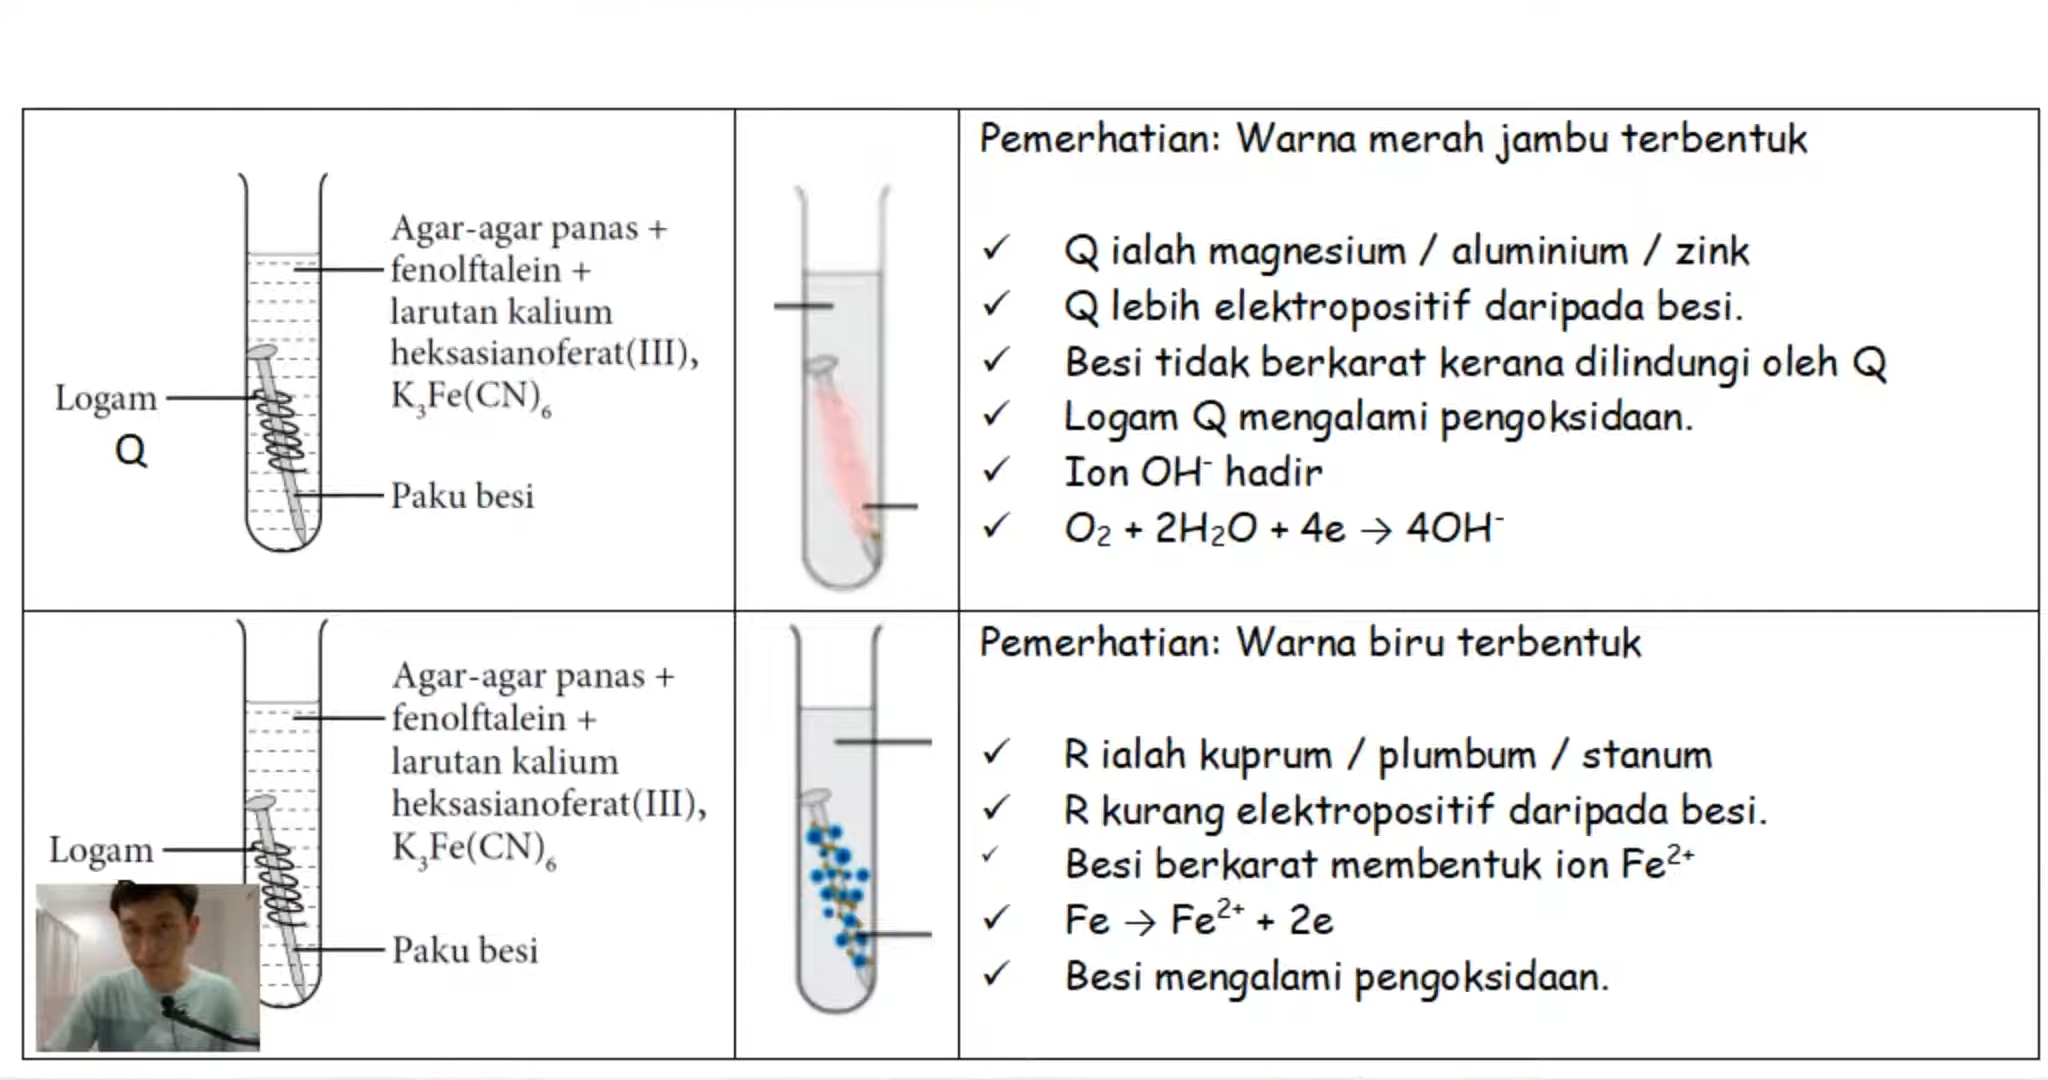 Agar-agar panas +
fenolftalein +
larutan kalium
heksasianoferat(III),
K₃Fe(CN)₆
Logam
Q
Paku besi
Pemerhatian: Warna merah jambu terbentuk
✓ Q ialah magnesium / aluminium / zink
✓ Q lebih elektropositif daripada besi.
✓ Besi tidak berkarat kerana dilindungi oleh Q
✓ Logam Q mengalami pengoksidaan.
✓ Ion OH⁻ hadir
✓ O₂ + 2H₂O + 4e → 4OH⁻
Agar-agar panas +
fenolftalein +
larutan kalium
heksasianoferat(III),
K₃Fe(CN)₆
Logam
Paku besi
Pemerhatian: Warna biru terbentuk
✓ R ialah kuprum / plumbum / stanum
✓ R kurang elektropositif daripada besi.
✓ Besi berkarat membentuk ion Fe²⁺
✓ Fe → Fe²⁺ + 2e
✓ Besi mengalami pengoksidaan.